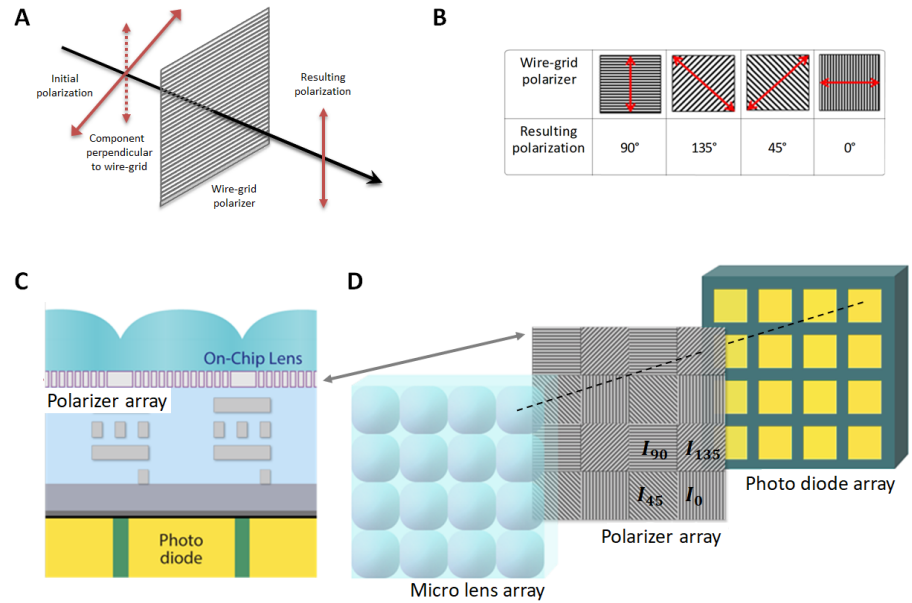 A
Initial
polarization
Component
perpendicular
to wire-grid
Wire-grid
polarizer
Resulting
polarization
B
Wire-grid
polarizer
Resulting
polarization
90°
135°
45°
0°
C
On-Chip Lens
Polarizer array
Photo
diode
D
I90
I135
I45
I0
Photo diode array
Polarizer array
Micro lens array